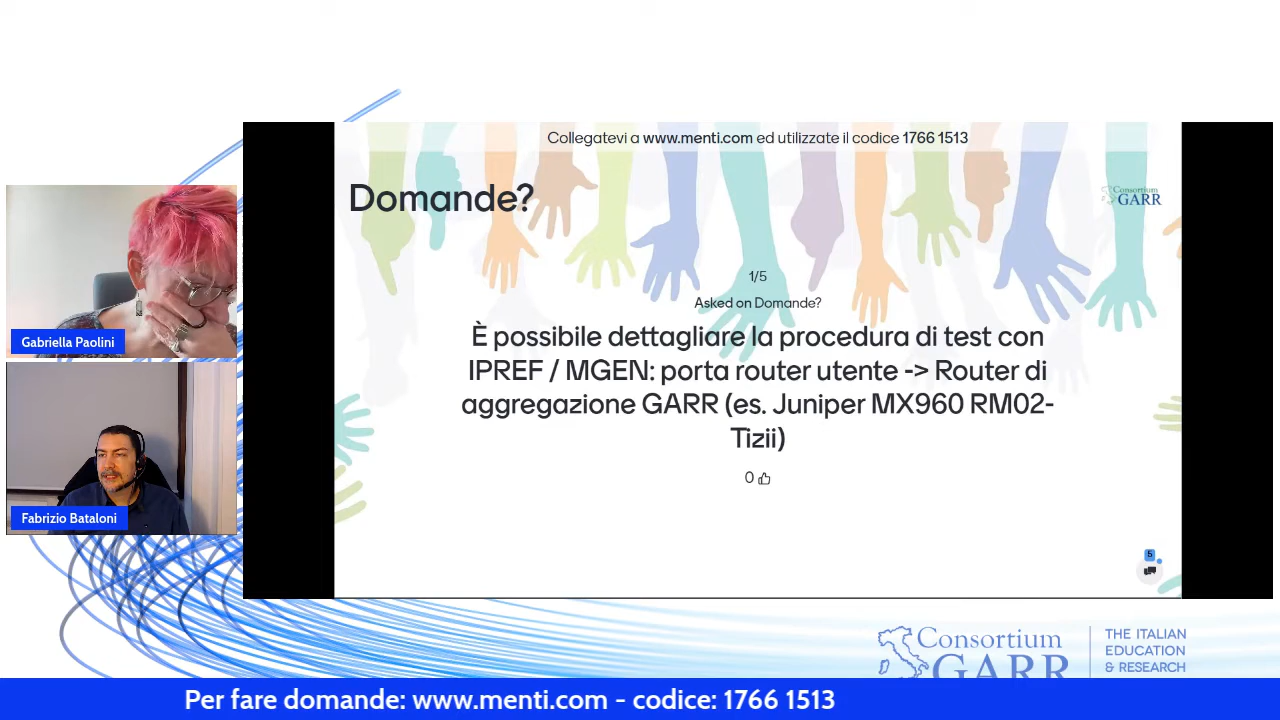 Collegatevi a www.menti.com ed utilizzate il codice 1766 1513
Domande?
Consortium
GARR
1/5
Asked on Domande?
È possibile dettagliare la procedura di test con
IPREF / MGEN: porta router utente -> Router di
aggregazione GARR (es. Juniper MX960 RM02-
Tizii)
0
5
Gabriella Paolini
Fabrizio Bataloni
Consortium
GARR
THE ITALIAN
EDUCATION
& RESEARCH
Per fare domande: www.menti.com - codice: 1766 1513